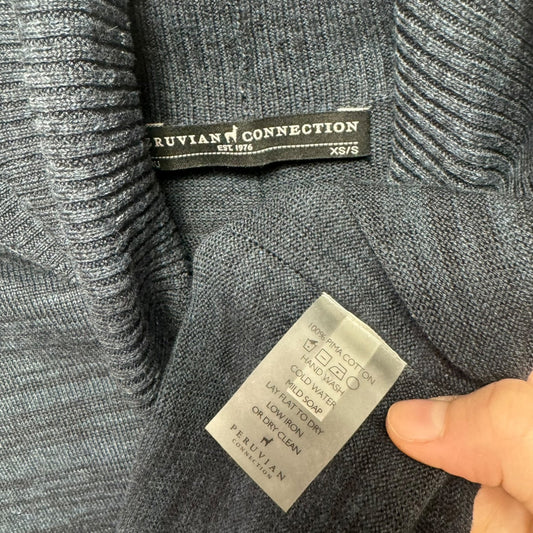 PERUVIAN CONNECTION
EST. 1976
XS/S
100% PIMA COTTON
HAND WASH
COLD WATER
MILD SOAP
LAY FLAT TO DRY
LOW IRON
OR DRY CLEAN
PERUVIAN
CONNECTION